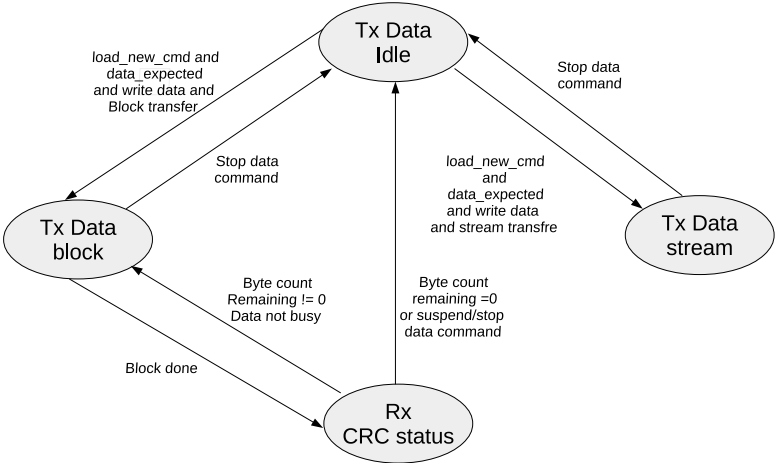 Tx Data
Idle
load_new_cmd and
data_expected
and write data and
Block transfer
Stop data
command
Stop data
command
load_new_cmd
and
data_expected
and write data
and stream transfre
Tx Data
block
Tx Data
stream
Byte count
Remaining != 0
Data not busy
Byte count
remaining =0
or suspend/stop
data command
Block done
Rx
CRC status